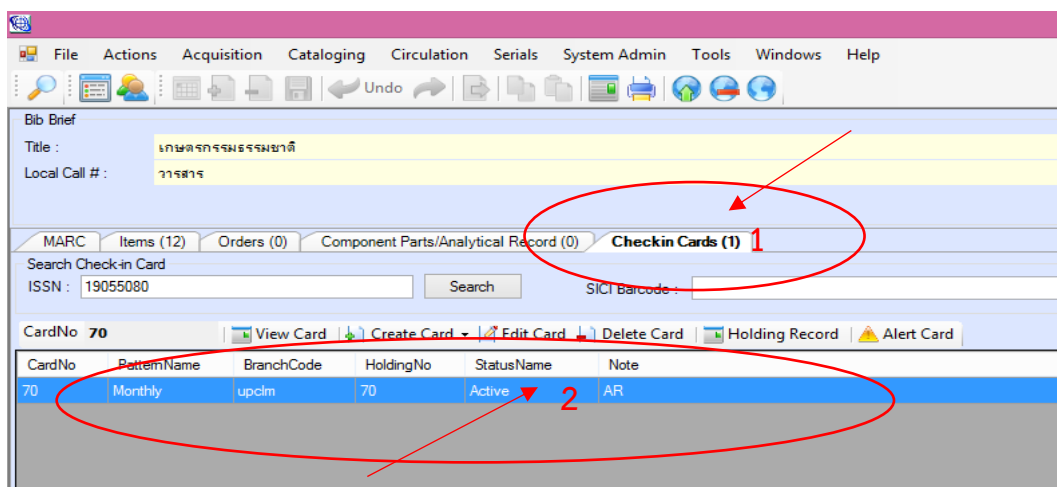 File Actions Acquisition Cataloging Circulation Serials System Admin Tools Windows Help
Undo
Bib Brief
Title : เกษตรกรรมธรรมชาติ
Local Call # : วารสาร
MARC Items (12) Orders (0) Component Parts/Analytical Record (0) Checkin Cards (1) 1
Search Check-in Card
ISSN : 19055080 Search SICI Barcode :
CardNo 70 View Card Create Card Edit Card Delete Card Holding Record Alert Card
CardNo PatternName BranchCode HoldingNo StatusName Note
70 Monthly upclm 70 Active AR
2